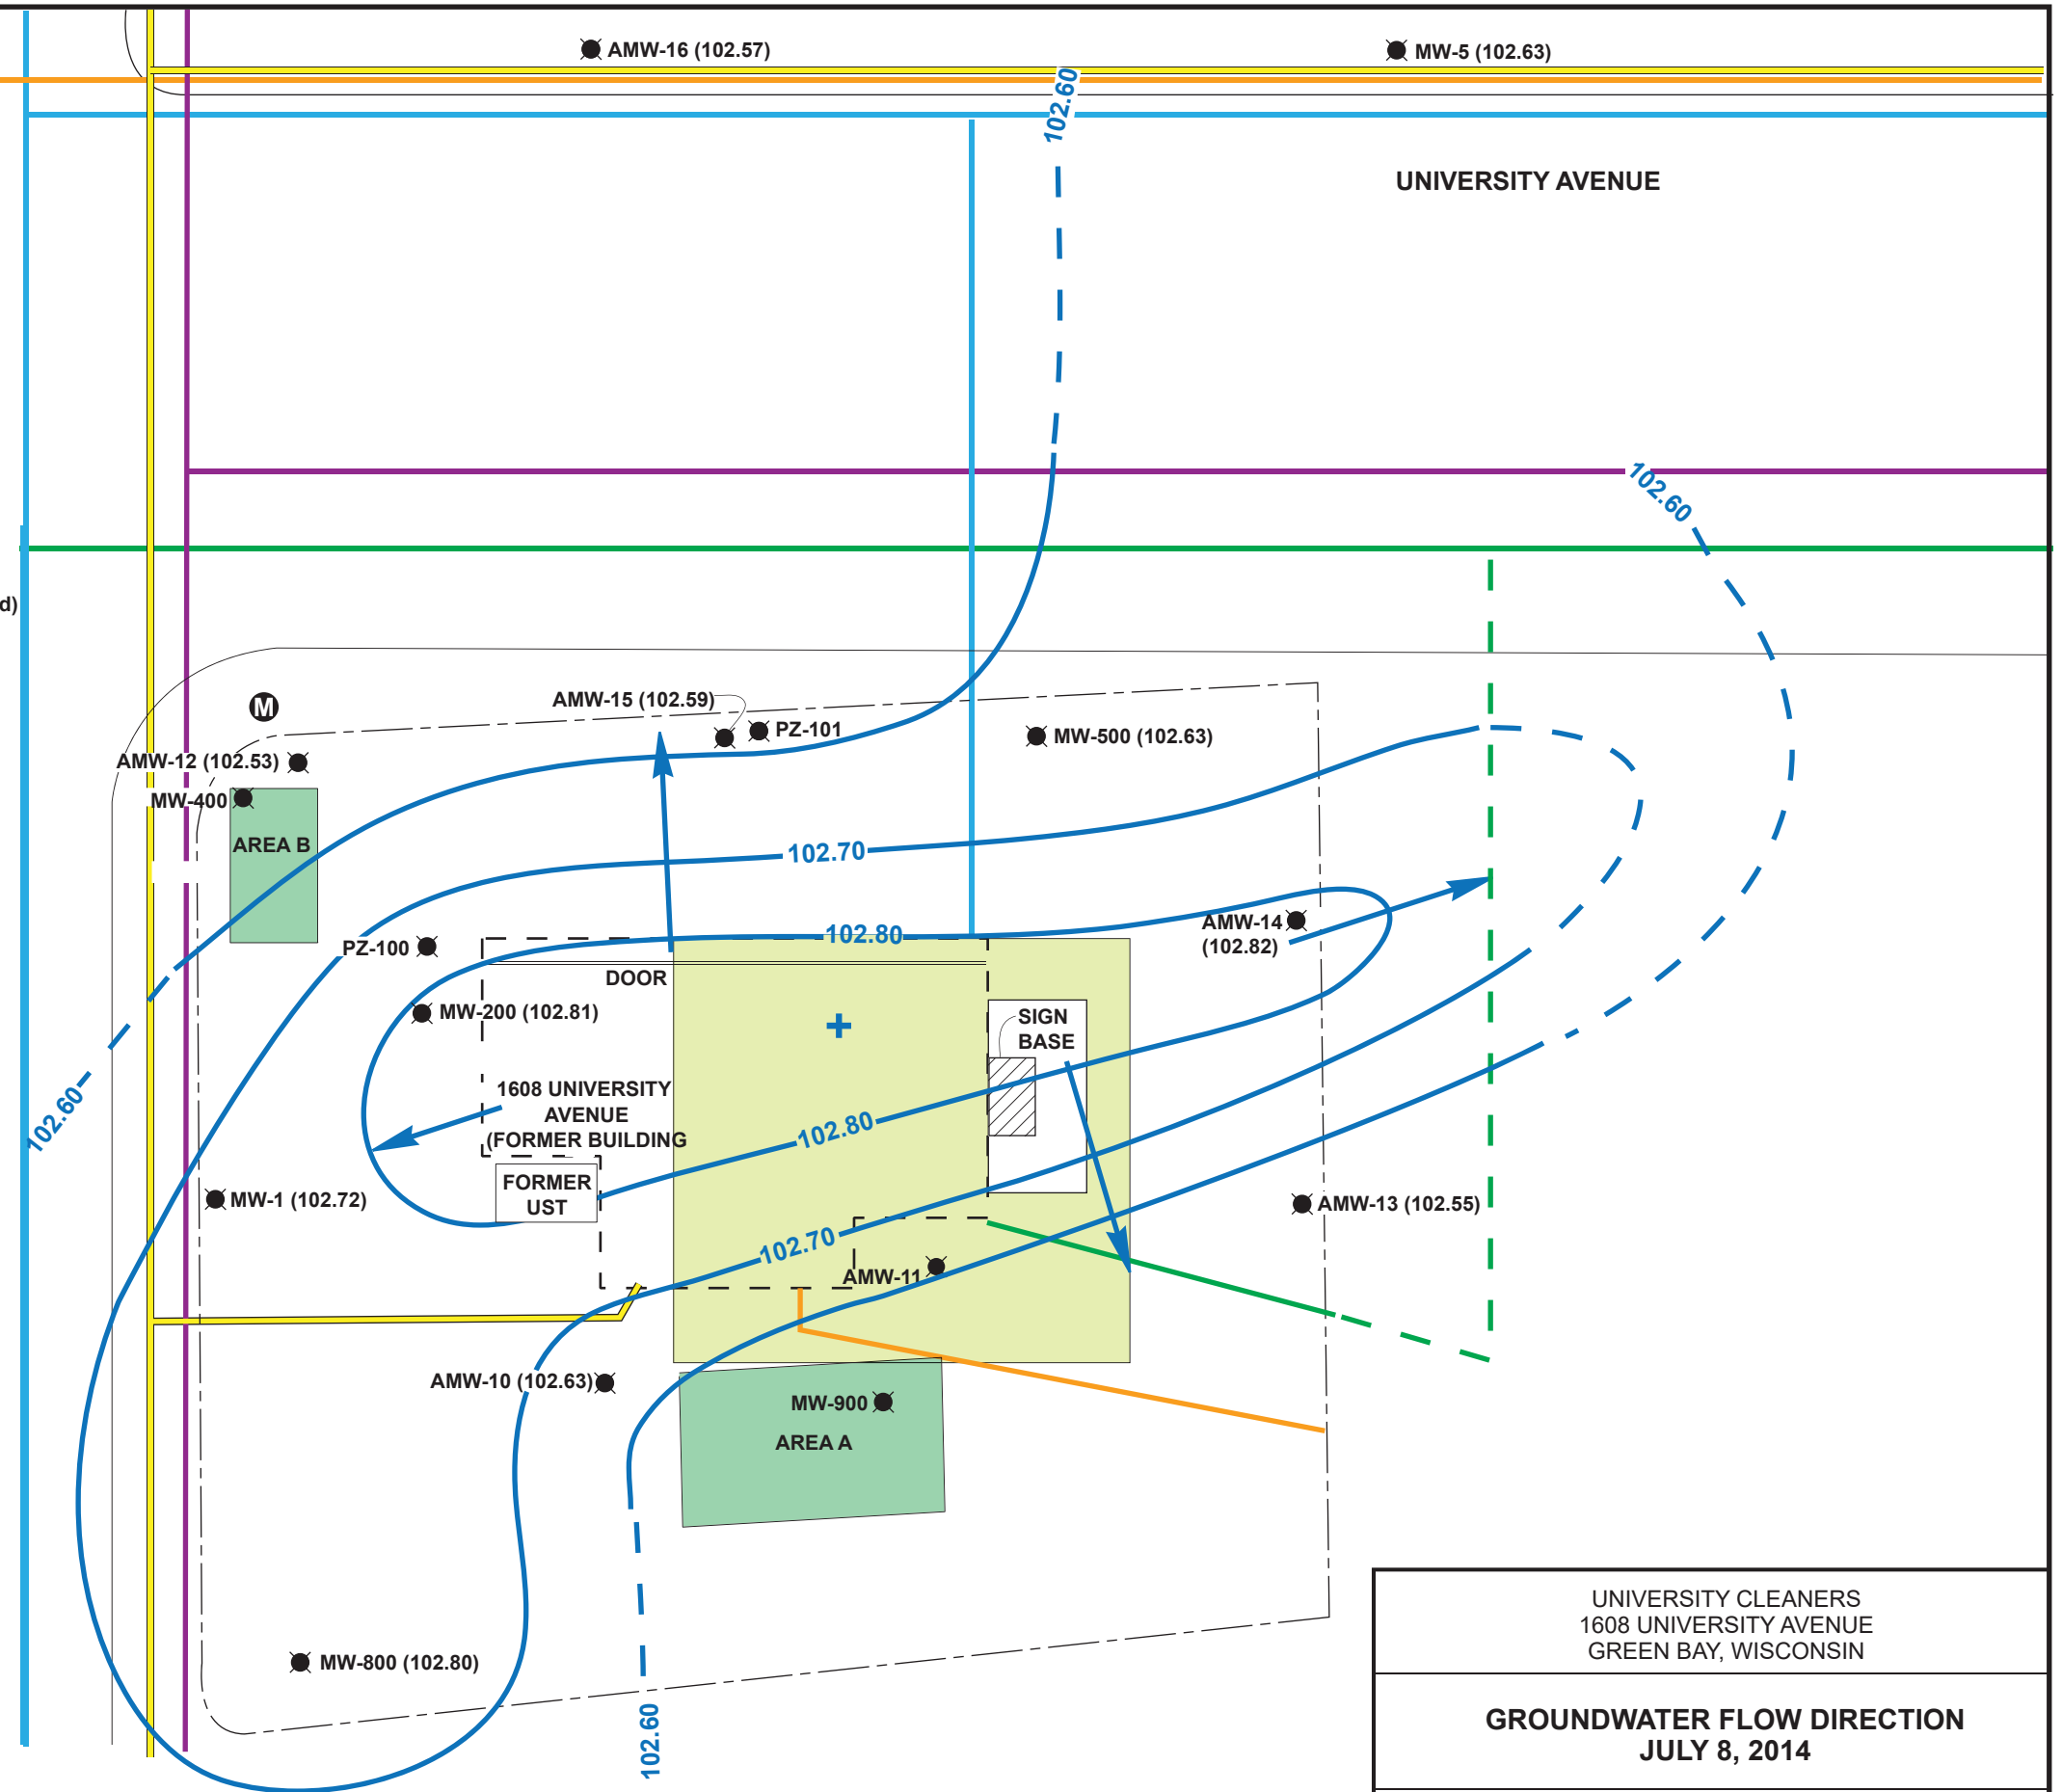 AMW-16 (102.57)
MW-5 (102.63)
102.60
UNIVERSITY AVENUE
102.60
d)
AMW-15 (102.59)
M
PZ-101
MW-500 (102.63)
AMW-12 (102.53)
MW-400
AREA B
102.70
AMW-14
(102.82)
102.80
PZ-100
DOOR
MW-200 (102.81)
SIGN
BASE
1608 UNIVERSITY
AVENUE
(FORMER BUILDING
102.60
102.80
FORMER
UST
MW-1 (102.72)
AMW-13 (102.55)
102.70
AMW-11
AMW-10 (102.63)
MW-900
AREA A
MW-800 (102.80)
102.60
UNIVERSITY CLEANERS
1608 UNIVERSITY AVENUE
GREEN BAY, WISCONSIN
GROUNDWATER FLOW DIRECTION
JULY 8, 2014